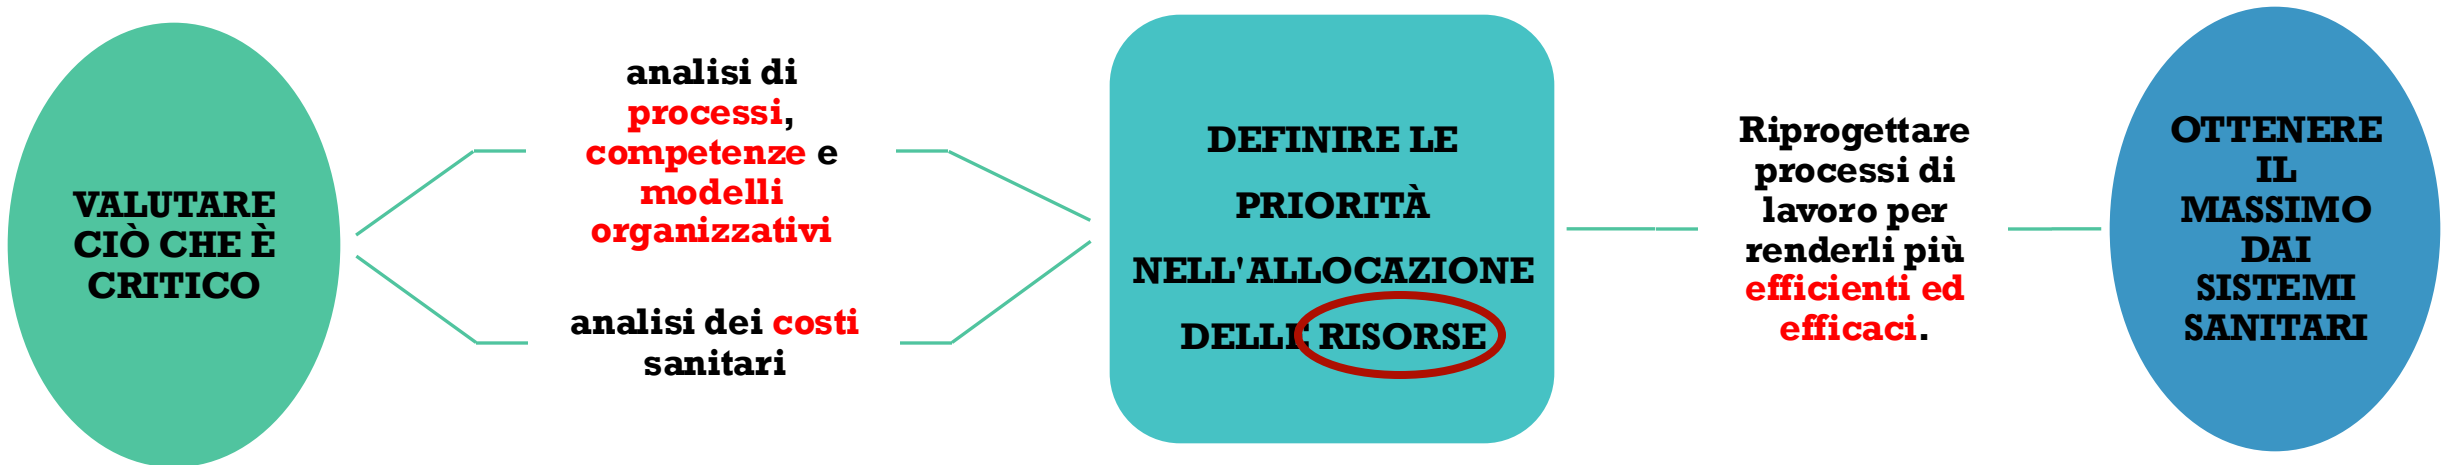 VALUTARE
CIÒ CHE È
CRITICO
analisi di
processi,
competenze e
modelli
organizzativi
analisi dei costi
sanitari
DEFINIRE LE
PRIORITÀ
NELL'ALLOCAZIONE
DELLE RISORSE
Riprogettare
processi di
lavoro per
renderli più
efficienti ed
efficaci.
OTTENERE
IL
MASSIMO
DAI
SISTEMI
SANITARI